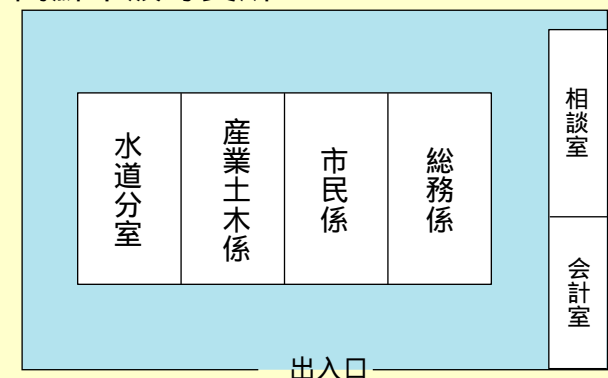 水道分室
産業土木係
市民係
総務係
相談室
会計室
出入口